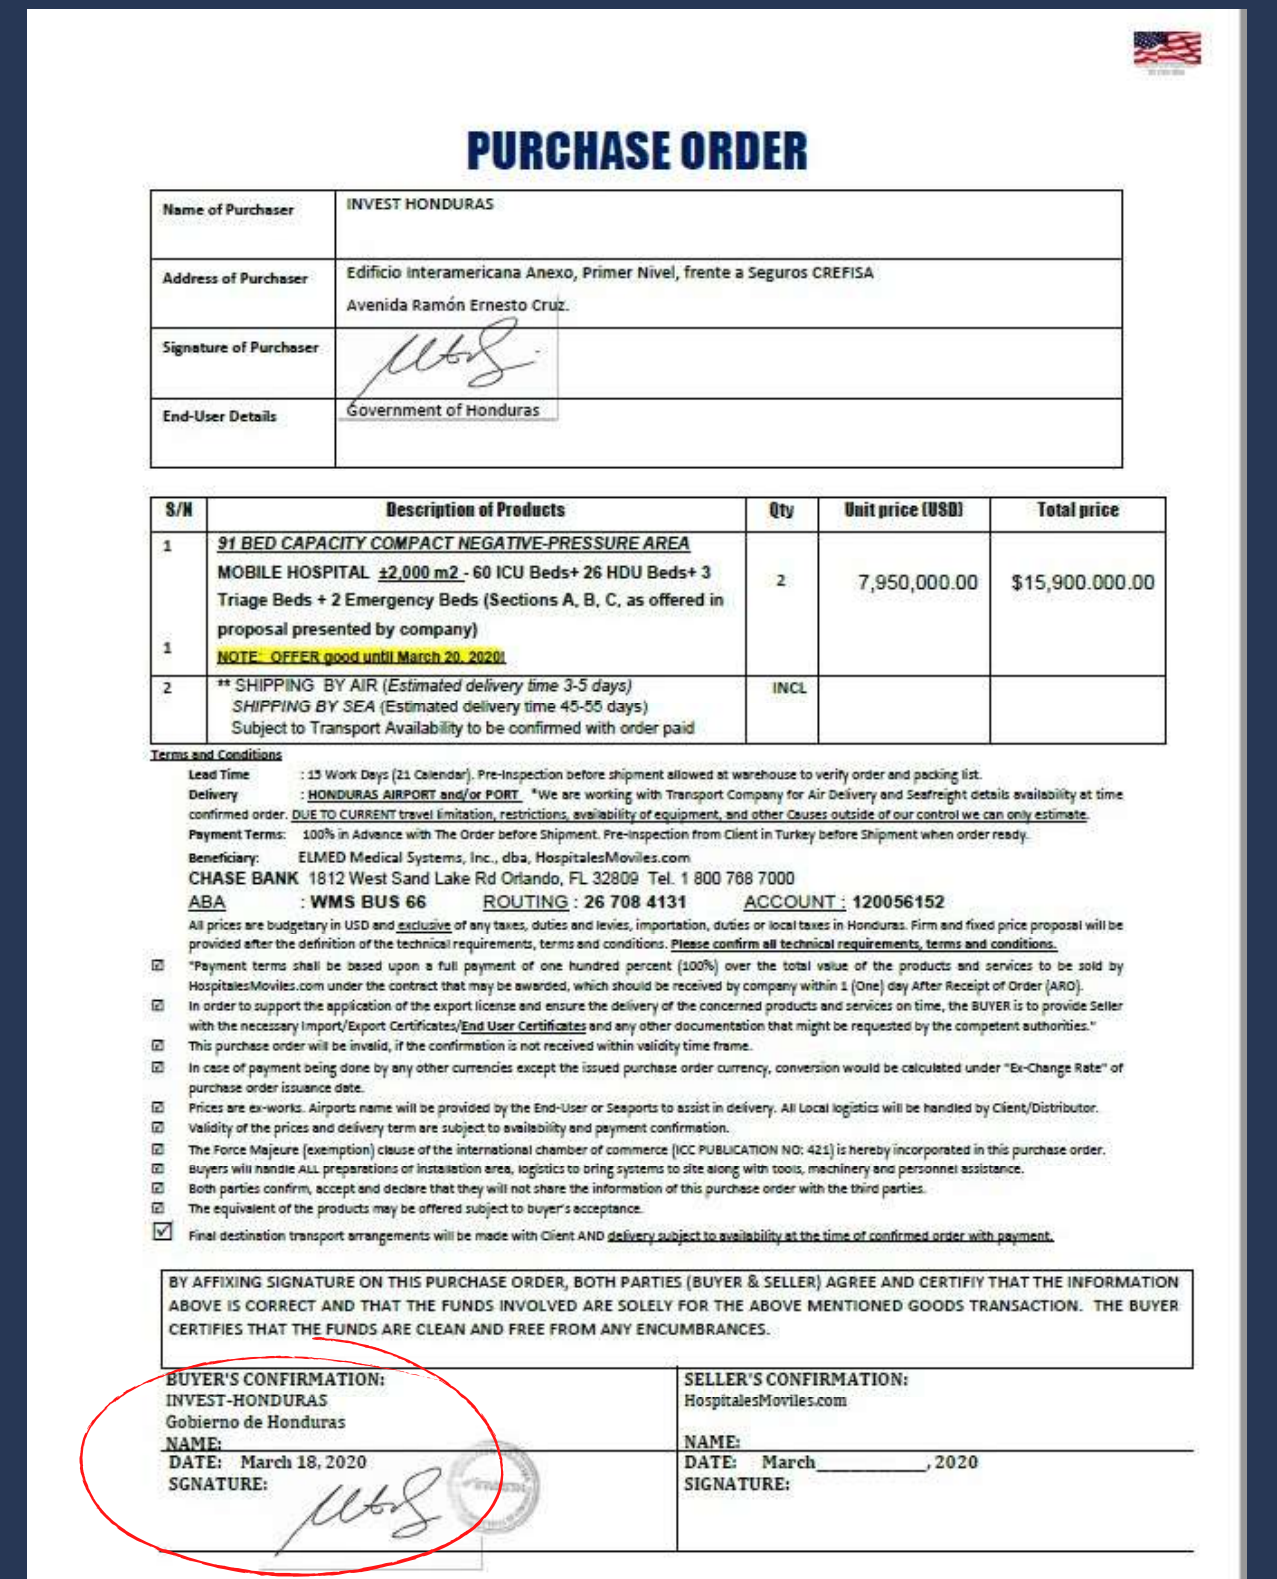 PURCHASE ORDER
Name of Purchaser
INVEST HONDURAS
Address of Purchaser
Edificio Interamericana Anexo, Primer Nivel, frente a Seguros CREFISA
Avenida Ramón Ernesto Cruz.
Signature of Purchaser
End-User Details
Government of Honduras
S/N Description of Products Qty Unit price (USD) Total price
1 91 BED CAPACITY COMPACT NEGATIVE-PRESSURE AREA
MOBILE HOSPITAL ±2,000 m2 - 60 ICU Beds+ 26 HDU Beds+ 3 2 7,950,000.00 $15,900.000.00
Triage Beds + 2 Emergency Beds (Sections A, B, C, as offered in
proposal presented by company)
1 NOTE: OFFER good until March 20, 2020!
2 ** SHIPPING BY AIR (Estimated delivery time 3-5 days) INCL
SHIPPING BY SEA (Estimated delivery time 45-55 days)
Subject to Transport Availability to be confirmed with order paid
Terms and Conditions
Lead Time : 15 Work Days (21 Calendar). Pre-Inspection before shipment allowed at warehouse to verify order and packing list.
Delivery : HONDURAS AIRPORT and/or PORT *We are working with Transport Company for Air Delivery and Seafreight details availability at time
confirmed order. DUE TO CURRENT travel limitation, restrictions, availability of equipment, and other Causes outside of our control we can only estimate.
Payment Terms: 100% in Advance with The Order before Shipment. Pre-Inspection from Client in Turkey before Shipment when order ready.
Beneficiary: ELMED Medical Systems, Inc., dba, HospitalesMoviles.com
CHASE BANK 1812 West Sand Lake Rd Orlando, FL 32809 Tel. 1 800 768 7000
ABA : WMS BUS 66 ROUTING : 26 708 4131 ACCOUNT : 120056152
All prices are budgetary in USD and exclusive of any taxes, duties and levies, importation, duties or local taxes in Honduras. Firm and fixed price proposal will be
provided after the definition of the technical requirements, terms and conditions. Please confirm all technical requirements, terms and conditions.
☑ "Payment terms shall be based upon a full payment of one hundred percent (100%) over the total value of the products and services to be sold by
HospitalesMoviles.com under the contract that may be awarded, which should be received by company within 1 (One) day After Receipt of Order (ARO).
☑ In order to support the application of the export license and ensure the delivery of the concerned products and services on time, the BUYER is to provide Seller
with the necessary Import/Export Certificates/End User Certificates and any other documentation that might be requested by the competent authorities."
☑ This purchase order will be invalid, if the confirmation is not received within validity time frame.
☑ In case of payment being done by any other currencies except the issued purchase order currency, conversion would be calculated under "Ex-Change Rate" of
purchase order issuance date.
☑ Prices are ex-works. Airports name will be provided by the End-User or Seaports to assist in delivery. All Local logistics will be handled by Client/Distributor.
☑ Validity of the prices and delivery term are subject to availability and payment confirmation.
☑ The Force Majeure (exemption) clause of the international chamber of commerce (ICC PUBLICATION NO: 421) is hereby incorporated in this purchase order.
☑ Buyers will handle ALL preparations of installation area, logistics to bring systems to site along with tools, machinery and personnel assistance.
☑ Both parties confirm, accept and declare that they will not share the information of this purchase order with the third parties.
☑ The equivalent of the products may be offered subject to buyer's acceptance.
☑ Final destination transport arrangements will be made with Client AND delivery subject to availability at the time of confirmed order with payment.
BY AFFIXING SIGNATURE ON THIS PURCHASE ORDER, BOTH PARTIES (BUYER & SELLER) AGREE AND CERTIFIY THAT THE INFORMATION
ABOVE IS CORRECT AND THAT THE FUNDS INVOLVED ARE SOLELY FOR THE ABOVE MENTIONED GOODS TRANSACTION. THE BUYER
CERTIFIES THAT THE FUNDS ARE CLEAN AND FREE FROM ANY ENCUMBRANCES.
BUYER'S CONFIRMATION:
INVEST-HONDURAS
Gobierno de Honduras
NAME:
DATE: March 18, 2020
SGNATURE:
SELLER'S CONFIRMATION:
HospitalesMoviles.com
NAME:
DATE: March____________, 2020
SIGNATURE: